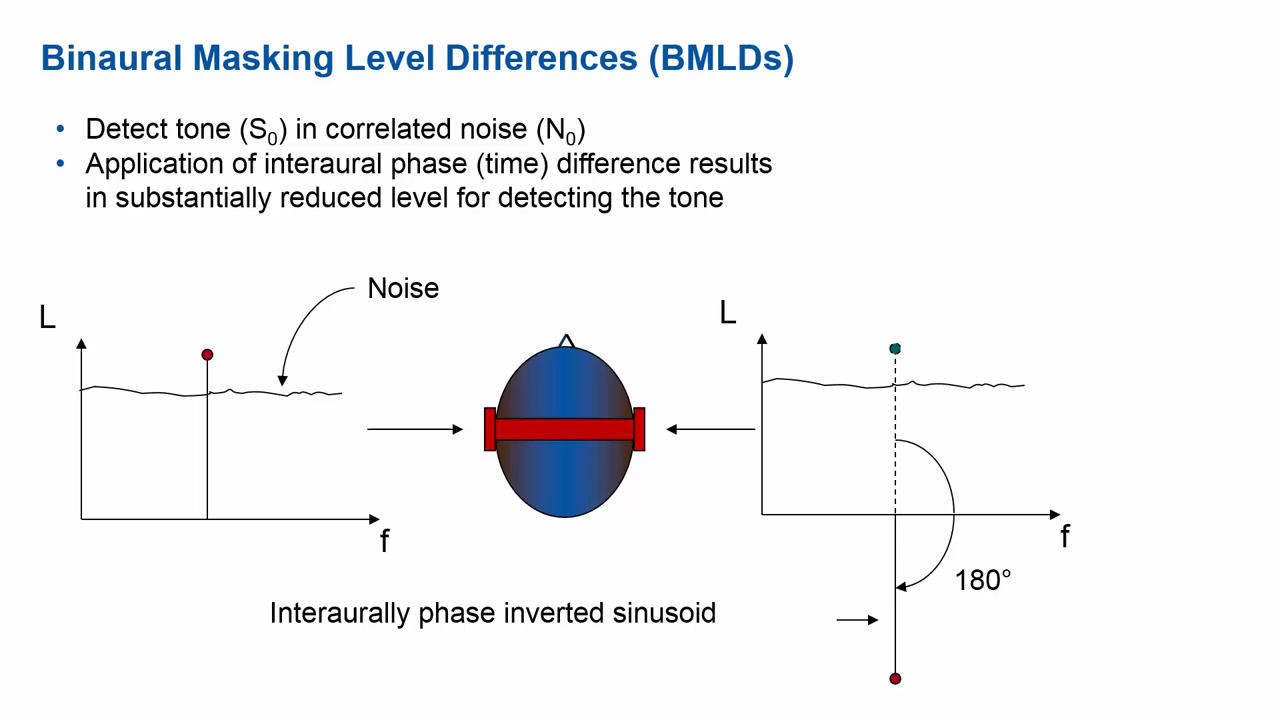 Binaural Masking Level Differences (BMLDs)
• Detect tone (S₀) in correlated noise (N₀)
• Application of interaural phase (time) difference results
in substantially reduced level for detecting the tone
Noise
L
L
f
f
180°
Interaurally phase inverted sinusoid